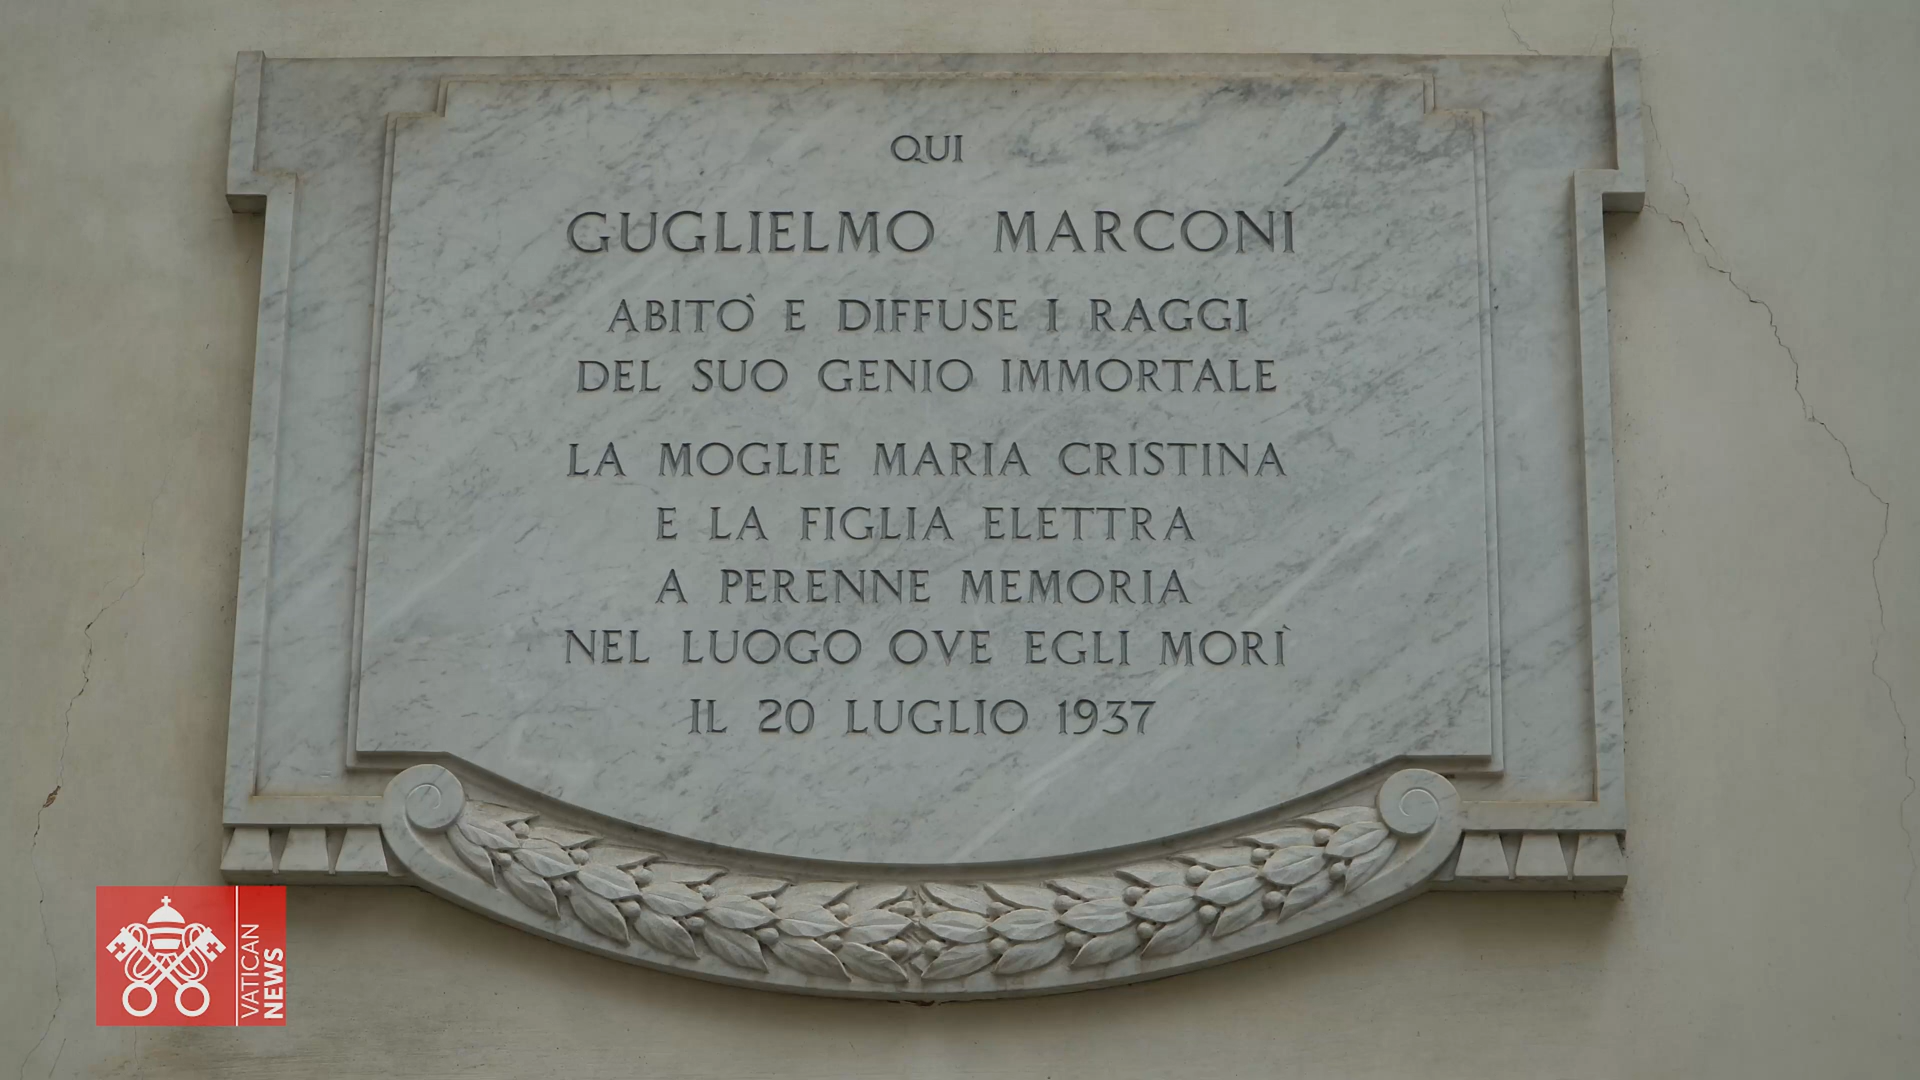 QUI
GUGLIELMO MARCONI
ABITÒ E DIFFUSE I RAGGI
DEL SUO GENIO IMMORTALE
LA MOGLIE MARIA CRISTINA
E LA FIGLIA ELETTRA
A PERENNE MEMORIA
NEL LUOGO OVE EGLI MORÌ
IL 20 LUGLIO 1937
VATICAN
NEWS